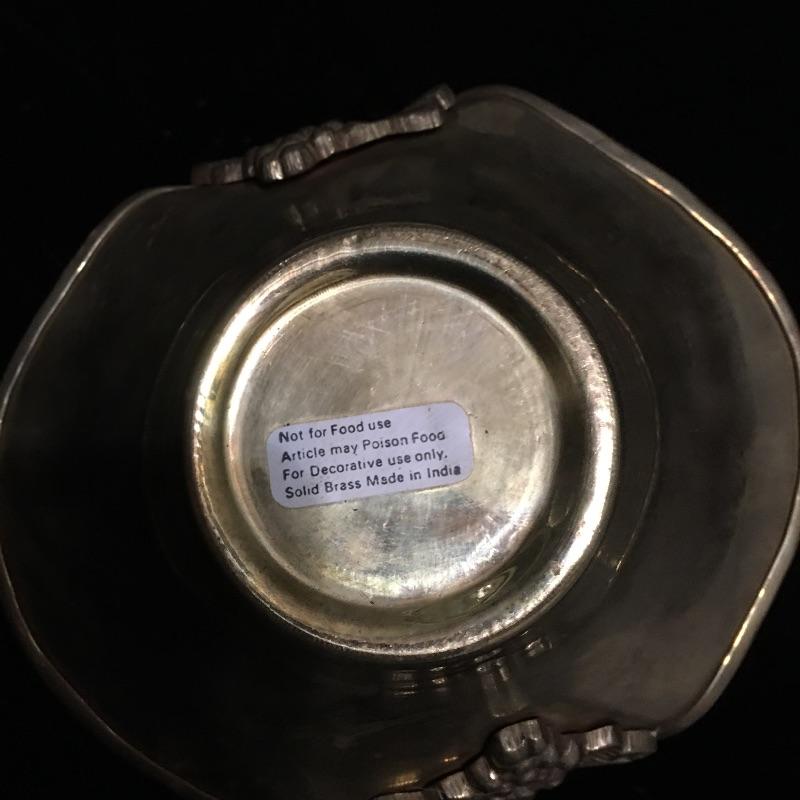 Not for Food use
Article may Poison Food
For Decorative use only.
Solid Brass Made in India